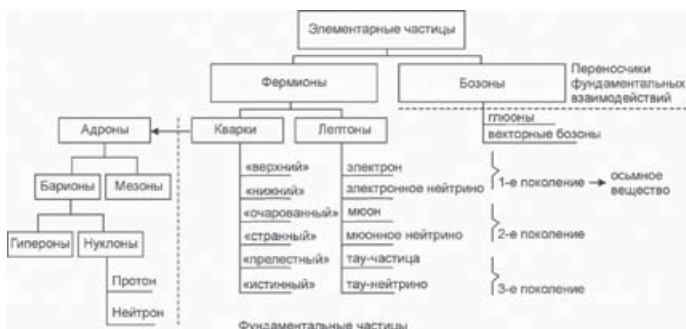 Элементарные частицы
Фермионы
Бозоны
Переносчики
фундаментальных
взаимодействий
глюоны
векторные бозоны
Адроны
Кварки
Лептоны
Барионы
Мезоны
Гипероны
Нуклоны
Протон
Нейтрон
«верхний»
«нижний»
«очарованный»
«странный»
«прелестный»
«истинный»
электрон
электронное нейтрино
мюон
мюонное нейтрино
тау-частица
тау-нейтрино
1-е поколение
осьмное
вещество
2-е поколение
3-е поколение
Фундаментальные частицы